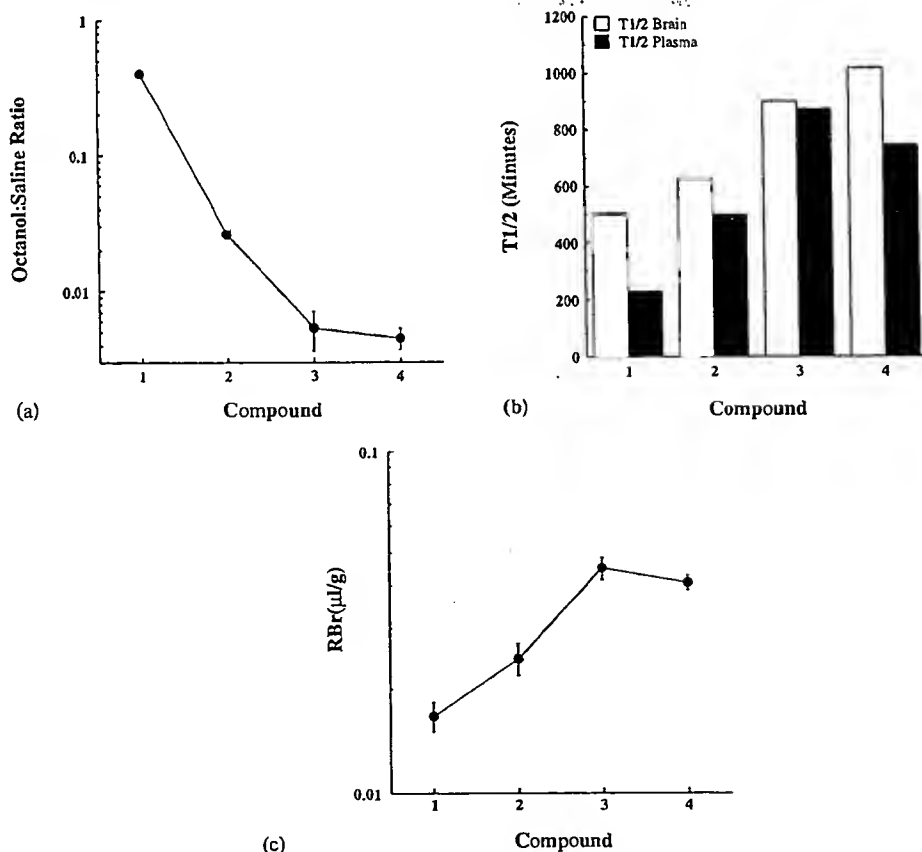 1
0.1
0.01
Octanol:Saline Ratio
1 2 3 4
Compound
(a)
1200
1000
800
600
400
200
0
T1/2 (Minutes)
T1/2 Brain
T1/2 Plasma
1 2 3 4
Compound
(b)
0.1
0.01
RBr(μl/g)
1 2 3 4
Compound
(c)